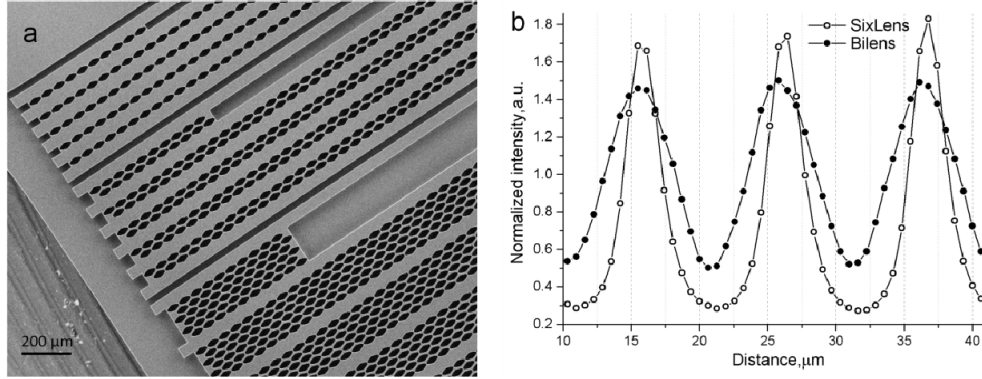 a
200 µm
b
SixLens
Bilens
Normalized intensity,a.u.
1.8
1.6
1.4
1.2
1.0
0.8
0.6
0.4
0.2
10 15 20 25 30 35 40
Distance,µm